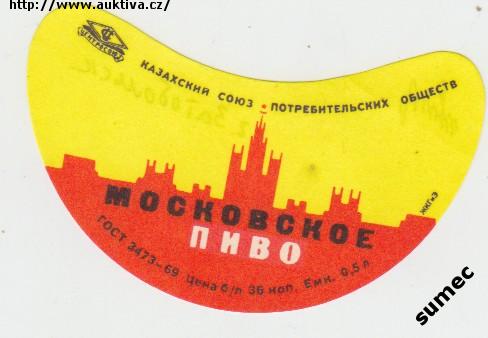 http://www.auktiva.cz/
ЦЕНТРОСОЮЗ
КАЗАХСКИЙ СОЮЗ ПОТРЕБИТЕЛЬСКИХ ОБЩЕСТВ
МОСКОВСКОЕ
ПИВО
ГОСТ 3473-69 Цена б/п 36 коп. Емк. 0,5 л
sumec